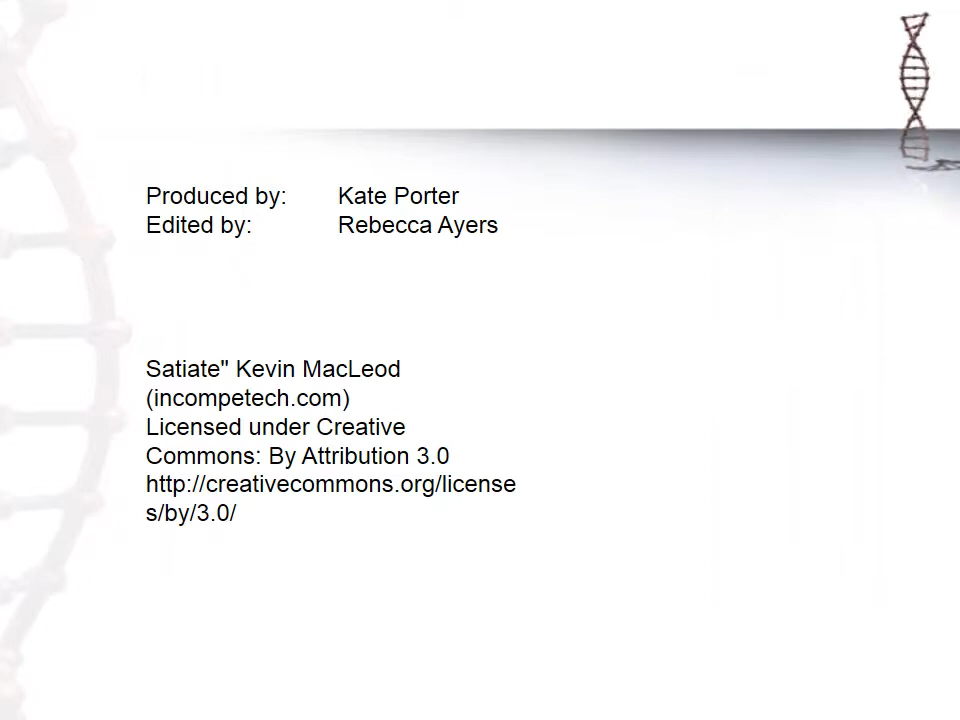 Produced by: Kate Porter
Edited by: Rebecca Ayers
Satiate" Kevin MacLeod
(incompetech.com)
Licensed under Creative
Commons: By Attribution 3.0
http://creativecommons.org/license
s/by/3.0/